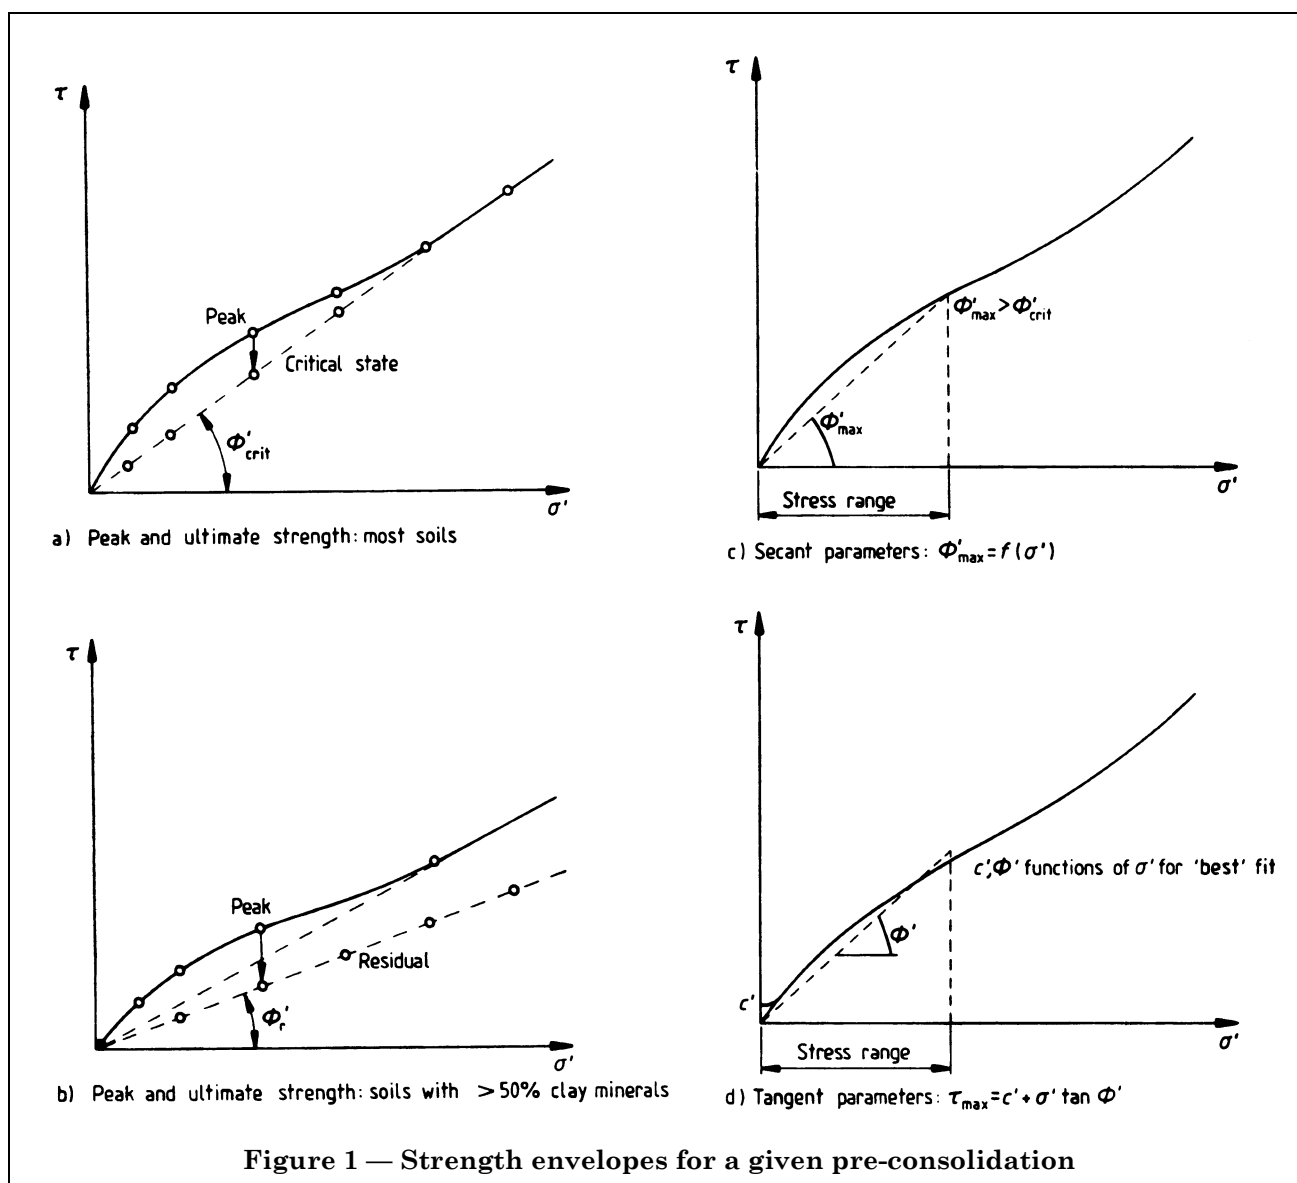 τ
Peak
Critical state
Φ'crit
σ'
a) Peak and ultimate strength: most soils
τ
Φ'max > Φ'crit
Φ'max
σ'
Stress range
c) Secant parameters: Φ'max = f (σ')
τ
Peak
Residual
Φ'r
σ'
b) Peak and ultimate strength: soils with >50% clay minerals
τ
c',Φ' functions of σ' for 'best' fit
Φ'
c'
σ'
Stress range
d) Tangent parameters: τmax = c' + σ' tan Φ'
Figure 1 — Strength envelopes for a given pre-consolidation